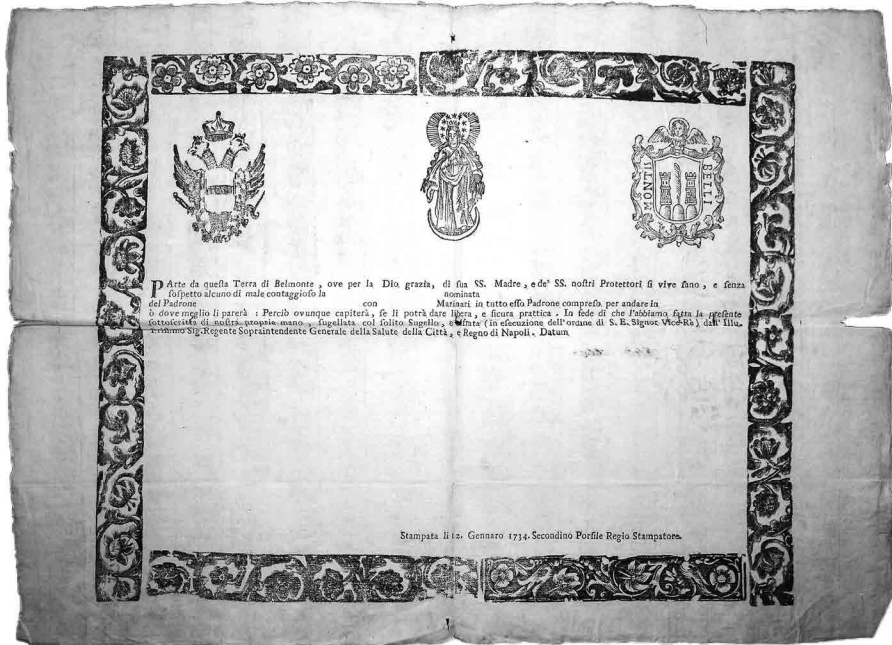 MONTIS BELLI
PArte da questa Terra di Belmonte, ove per la Dio grazia, di sua SS. Madre, e de' SS. nostri Protettori si vive sano, e senza
sospetto alcuno di male contaggioso la nominata
del Padrone con Marinari in tutto esso Padrone compreso per andare in
ò dove meglio li parerà : Perciò ovunque capiterà, se li potrà dare libera, e sicura prattica. In fede di che l'abbiamo fatta la presente
sottoscritta di nostra propria mano, sugellata col solito Sugello, e (in esecuzione dell'ordine di S. E. Signor Vice-Rè) dall' Illu-
Sig. Regente Sopraintendente Generale della Salute della Città, e Regno di Napoli. Datum
Stampata li 12. Gennaro 1734. Secondino Porsile Regio Stampatore.